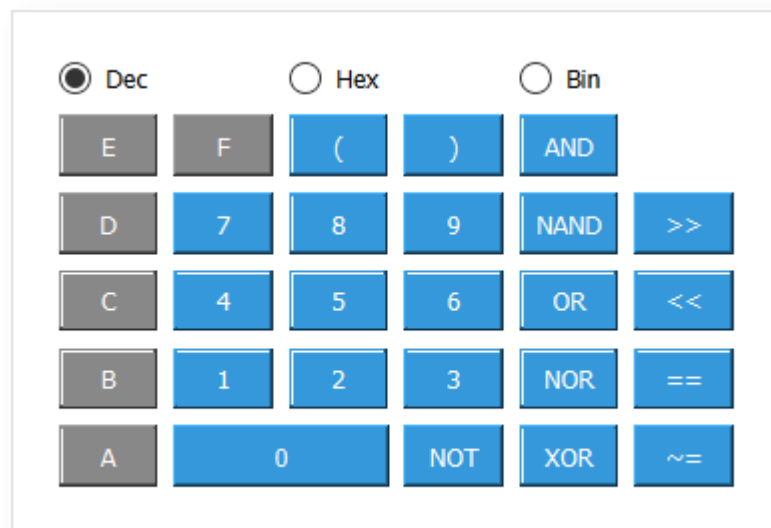 Dec Hex Bin
E F ( ) AND
D 7 8 9 NAND >>
C 4 5 6 OR <<
B 1 2 3 NOR ==
A 0 NOT XOR ~=